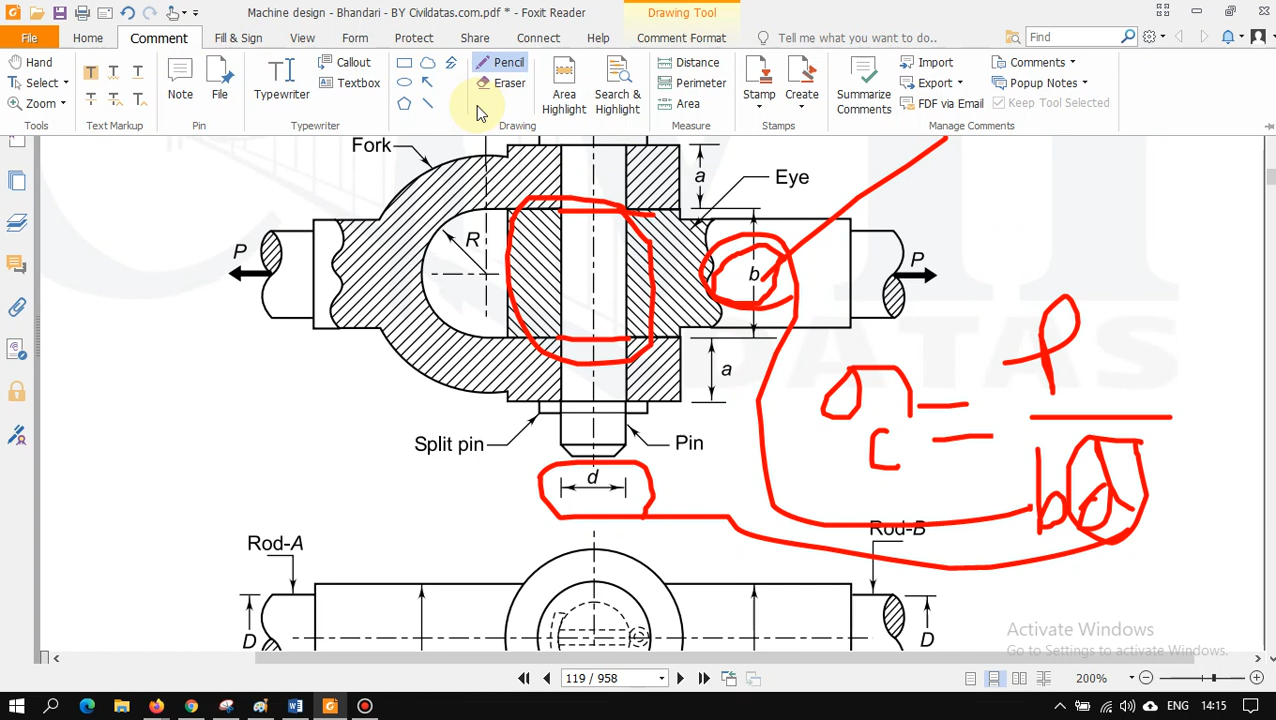 Machine design - Bhandari - BY Civildatas.com.pdf * - Foxit Reader
Drawing Tool
File
Home
Comment
Fill & Sign
View
Form
Protect
Share
Connect
Help
Comment Format
Tell me what you want to do...
Find
Hand
Select
Zoom
Tools
T T T
T T T
Text Markup
Note
File
Pin
Typewriter
Callout
Textbox
Typewriter
Pencil
Eraser
Drawing
Area Highlight
Search & Highlight
Distance
Perimeter
Area
Measure
Stamp
Create
Stamps
Summarize Comments
Import
Export
FDF via Email
Comments
Popup Notes
Keep Tool Selected
Manage Comments
Fork
a
Eye
P
R
b
P
a
Split pin
Pin
d
σc = P
bd
Rod-A
Rod-B
D
D
DATAS
Activate Windows
Go to Settings to activate Windows.
119 / 958
200%
ENG
14:15